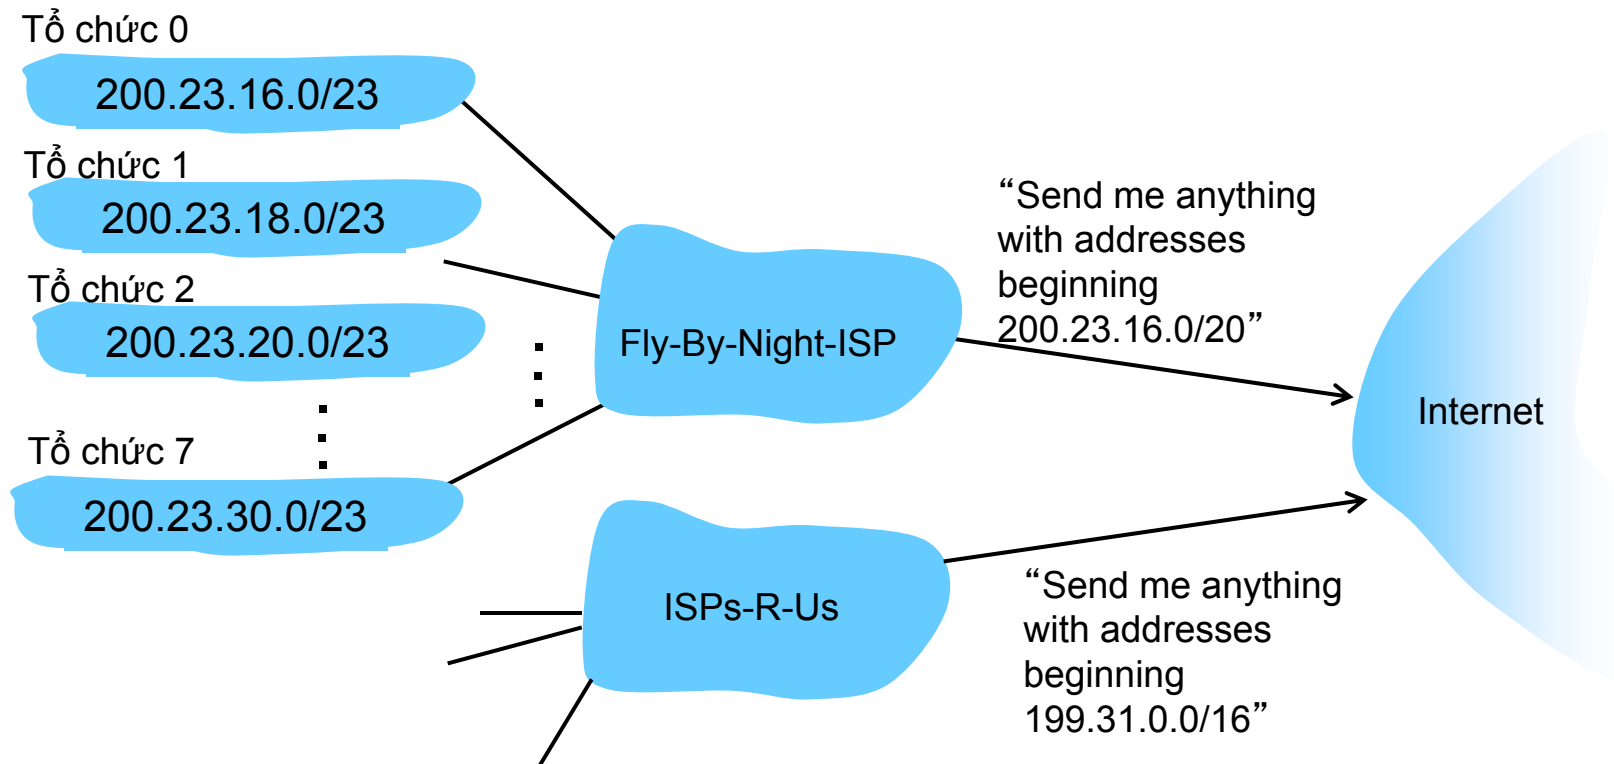 Tổ chức 0
200.23.16.0/23
Tổ chức 1
200.23.18.0/23
Tổ chức 2
200.23.20.0/23
Tổ chức 7
200.23.30.0/23
Fly-By-Night-ISP
“Send me anything
with addresses
beginning
200.23.16.0/20”
Internet
ISPs-R-Us
“Send me anything
with addresses
beginning
199.31.0.0/16”